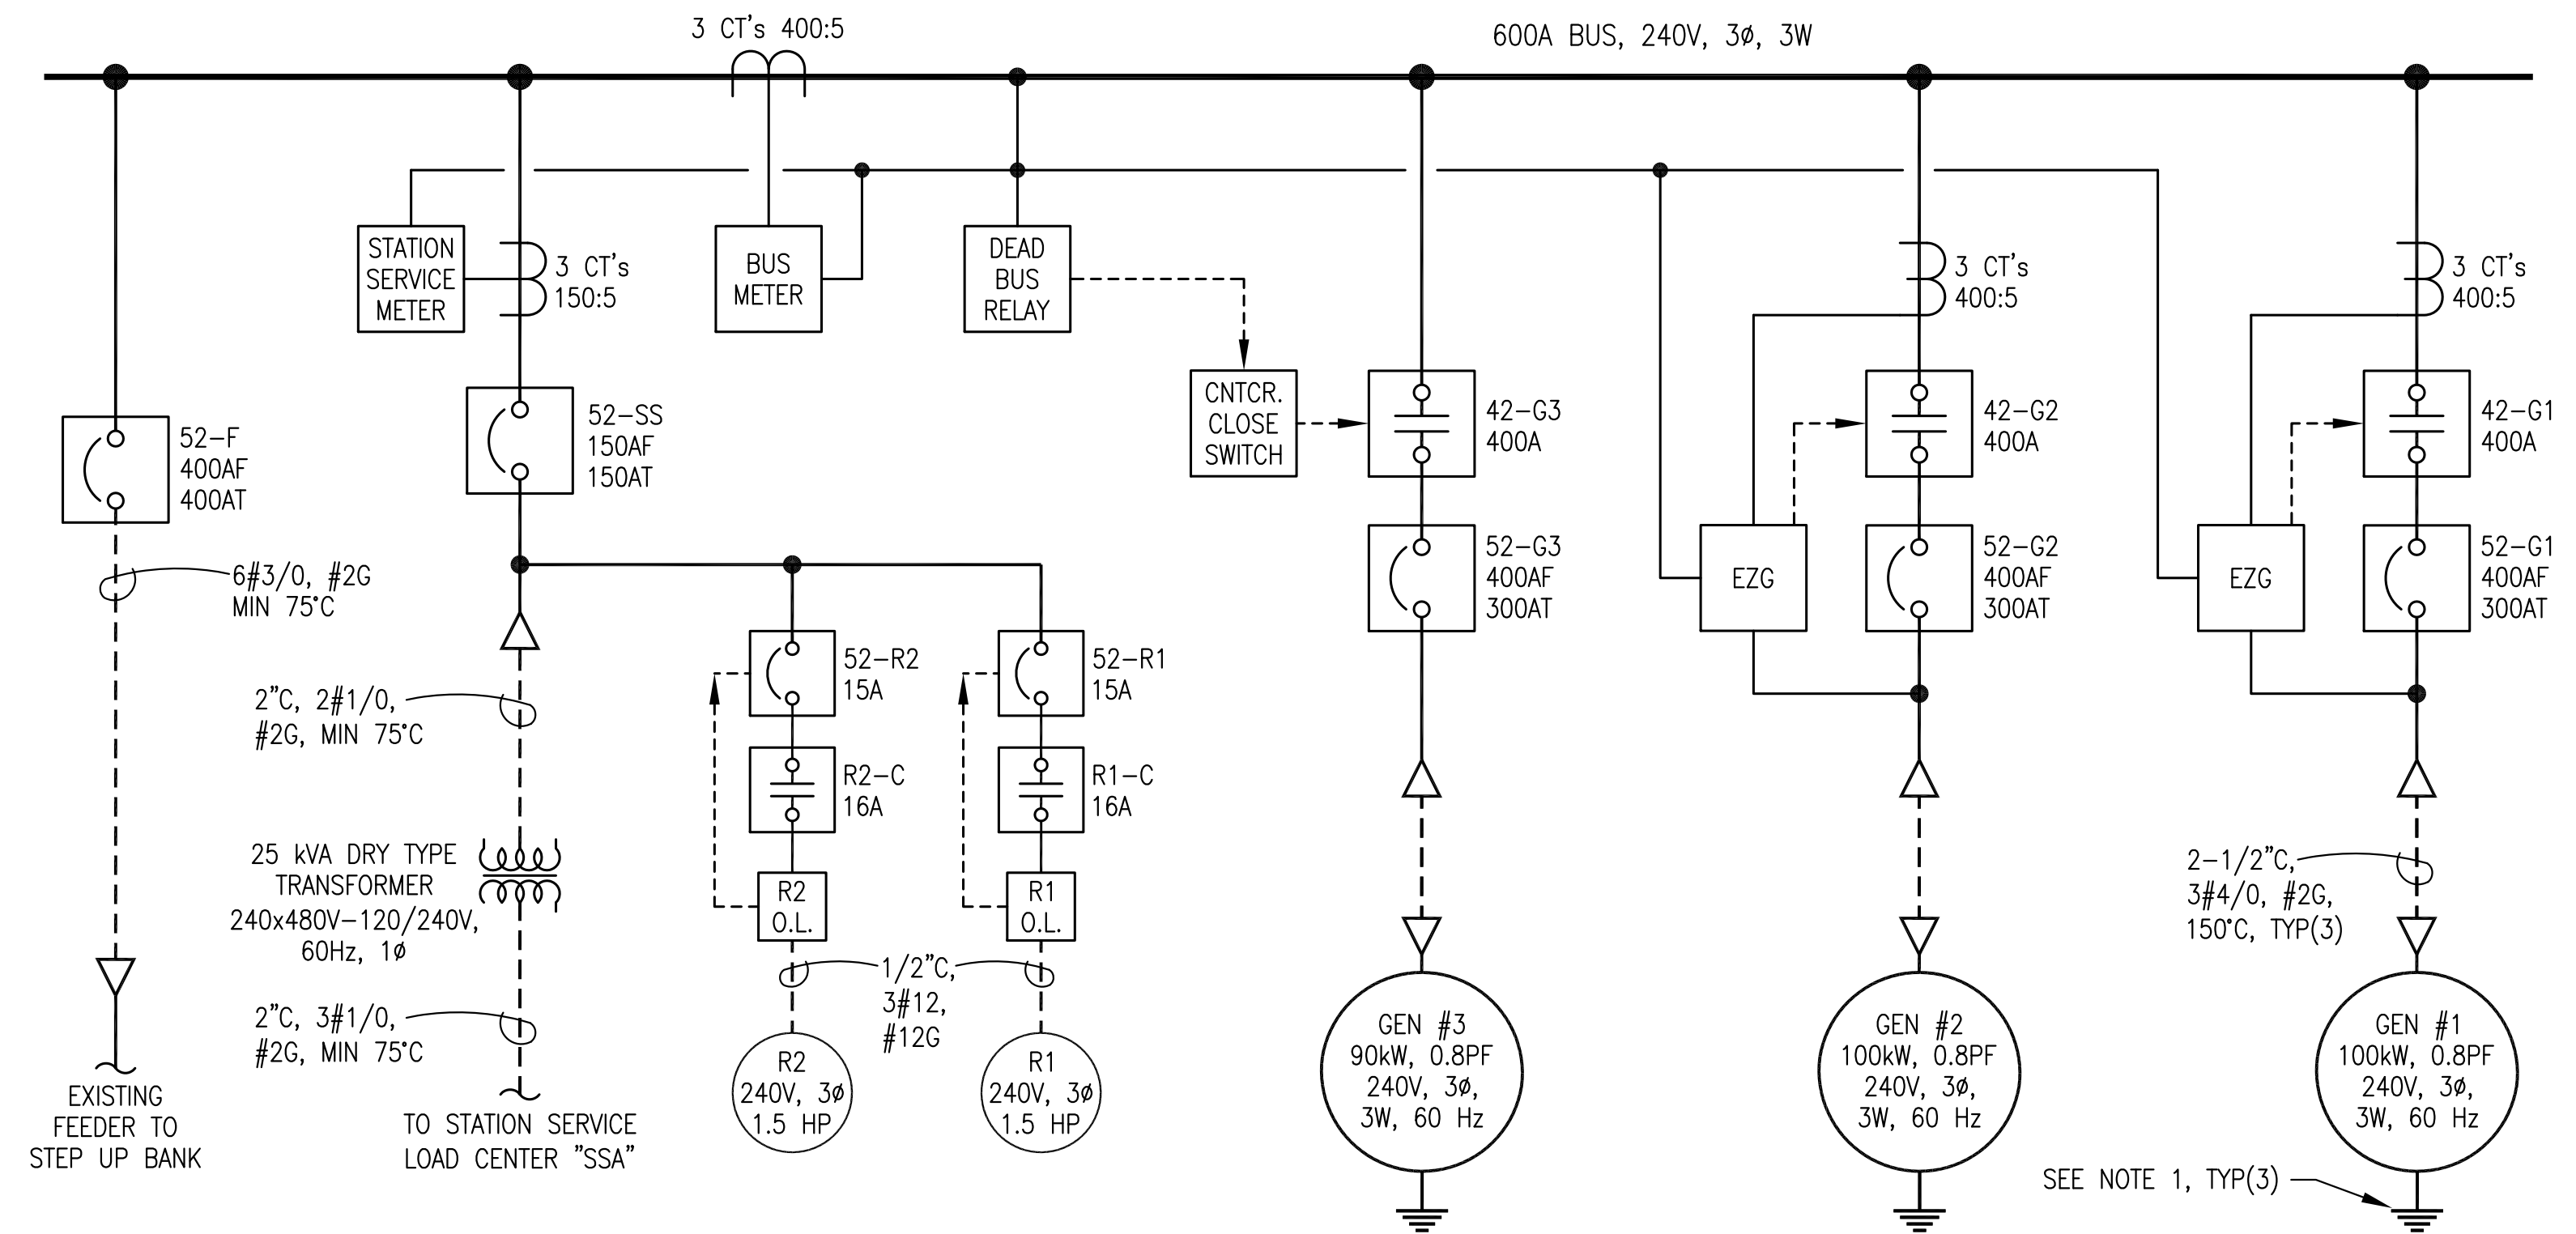 3 CT's 400:5
600A BUS, 240V, 3ø, 3W
STATION
SERVICE
METER
3 CT's
150:5
BUS
METER
DEAD
BUS
RELAY
3 CT's
400:5
3 CT's
400:5
52-F
400AF
400AT
52-SS
150AF
150AT
CNTCR.
CLOSE
SWITCH
42-G3
400A
42-G2
400A
42-G1
400A
52-G3
400AF
300AT
EZG
52-G2
400AF
300AT
EZG
52-G1
400AF
300AT
6#3/0, #2G
MIN 75°C
2"C, 2#1/0,
#2G, MIN 75°C
52-R2
15A
52-R1
15A
R2-C
16A
R1-C
16A
25 kVA DRY TYPE
TRANSFORMER
240x480V-120/240V,
60Hz, 1ø
R2
O.L.
R1
O.L.
2-1/2"C,
3#4/0, #2G,
150°C, TYP(3)
2"C, 3#1/0,
#2G, MIN 75°C
1/2"C,
3#12,
#12G
R2
240V, 3ø
1.5 HP
R1
240V, 3ø
1.5 HP
GEN #3
90kW, 0.8PF
240V, 3ø,
3W, 60 Hz
GEN #2
100kW, 0.8PF
240V, 3ø,
3W, 60 Hz
GEN #1
100kW, 0.8PF
240V, 3ø,
3W, 60 Hz
EXISTING
FEEDER TO
STEP UP BANK
TO STATION SERVICE
LOAD CENTER "SSA"
SEE NOTE 1, TYP(3)